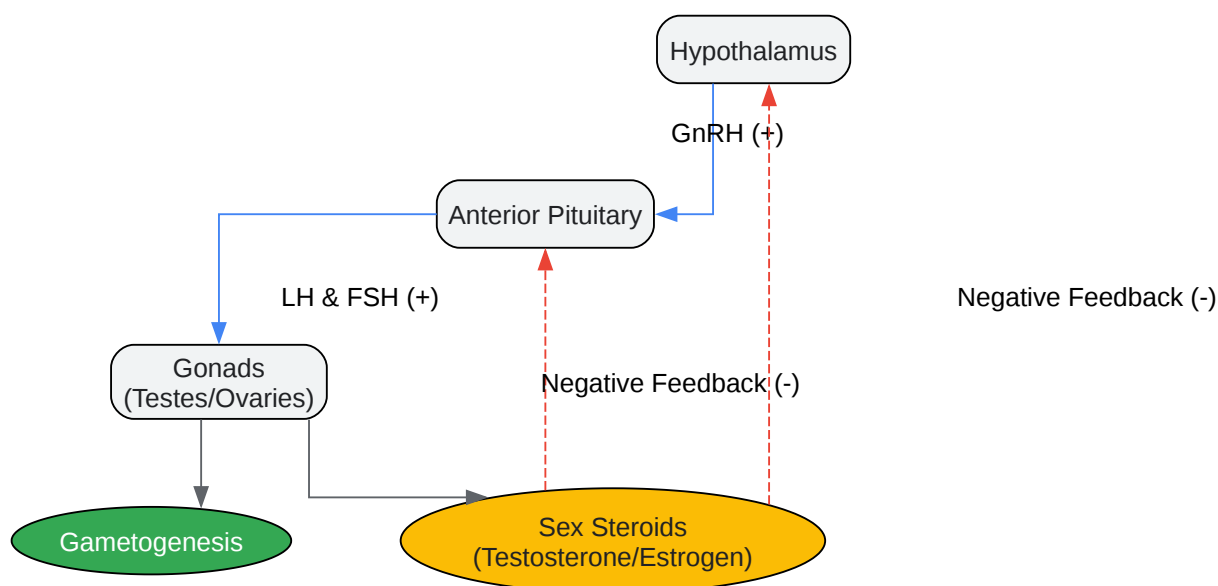 Hypothalamus
GnRH (+)
Anterior Pituitary
LH & FSH (+)
Negative Feedback (-)
Gonads
(Testes/Ovaries)
Negative Feedback (-)
Gametogenesis
Sex Steroids
(Testosterone/Estrogen)